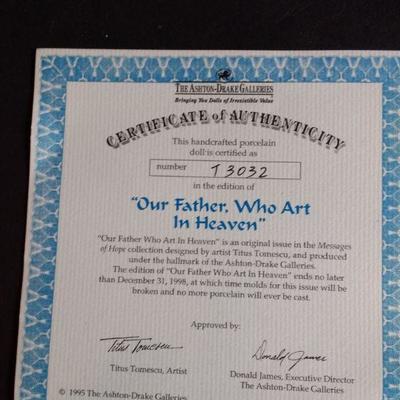 THE ASHTON-DRAKE GALLERIES
Bringing You Dolls of Irresistible Value
CERTIFICATE of AUTHENTICITY
This handcrafted porcelain
doll is certified as
number T3032
in the edition of
"Our Father, Who Art
In Heaven"
"Our Father Who Art In Heaven" is an original issue in the Messages
of Hope collection designed by artist Titus Tomescu, and produced
under the hallmark of the Ashton-Drake Galleries.
The edition of "Our Father Who Art In Heaven" ends no later
than December 31, 1998, at which time molds for this issue will be
broken and no more porcelain will ever be cast.
Approved by:
Titus Tomescu Donald James
Titus Tomescu, Artist Donald James, Executive Director
The Ashton-Drake Galleries
© 1995 The Ashton-Drake Galleries